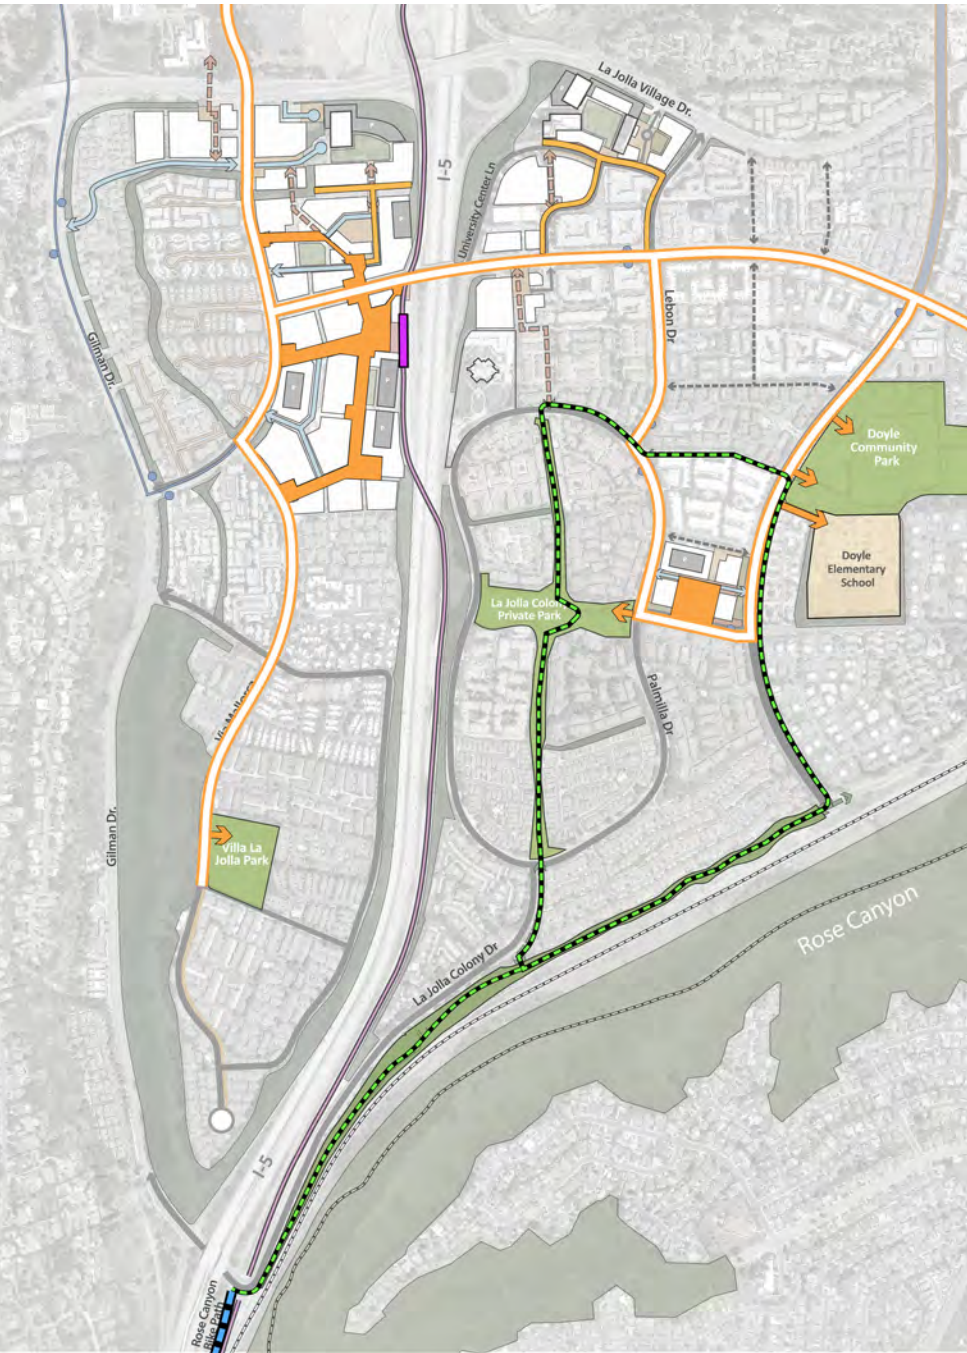 La Jolla Village Dr.
I-5
University Center Ln
Lebon Dr
Gilman Dr.
Doyle
Community
Park
Doyle
Elementary
School
La Jolla Colony
Private Park
Palmilla Dr
Via Mallorca
Gilman Dr.
Villa La
Jolla Park
Rose Canyon
La Jolla Colony Dr
I-5
Rose Canyon
Bike Path